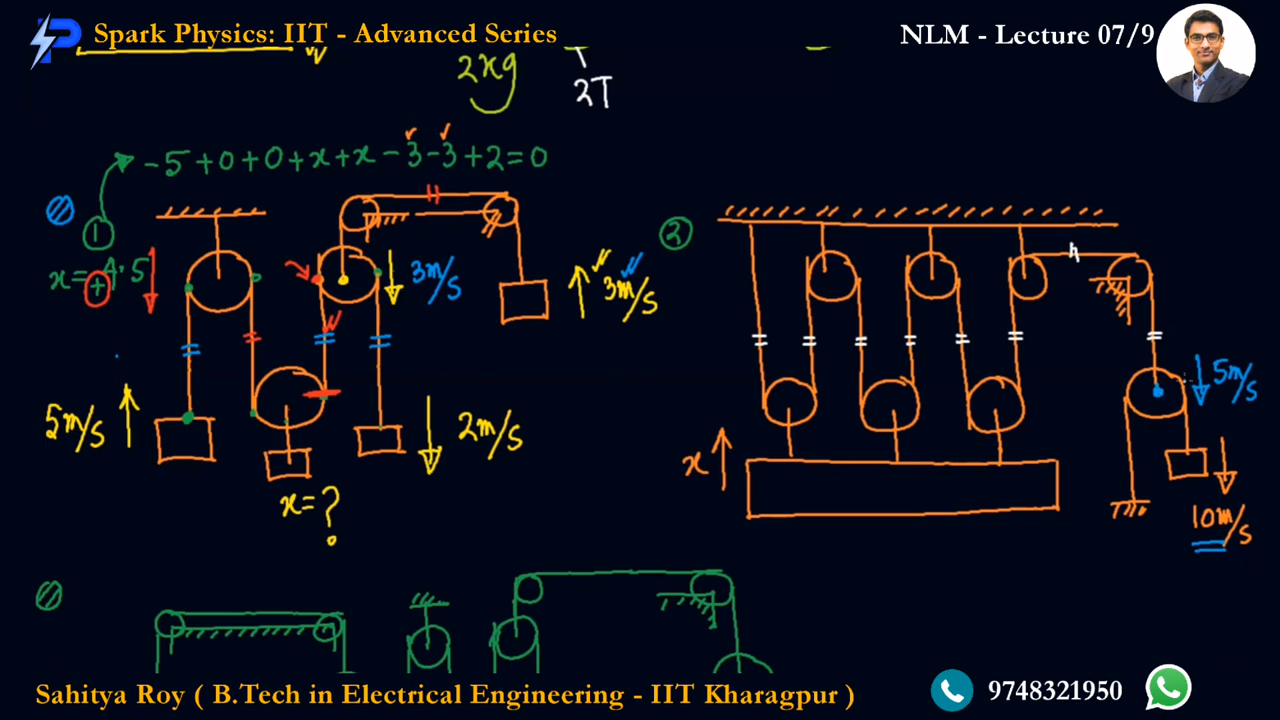 Spark Physics: IIT - Advanced Series
NLM - Lecture 07/9
2xg
T
2T
-5+0+0+x+x-3-3+2=0
1
x=+4.5
3m/s
3m/s
5m/s
2m/s
x=?
2
x
5m/s
10m/s
Sahitya Roy ( B.Tech in Electrical Engineering - IIT Kharagpur )
9748321950